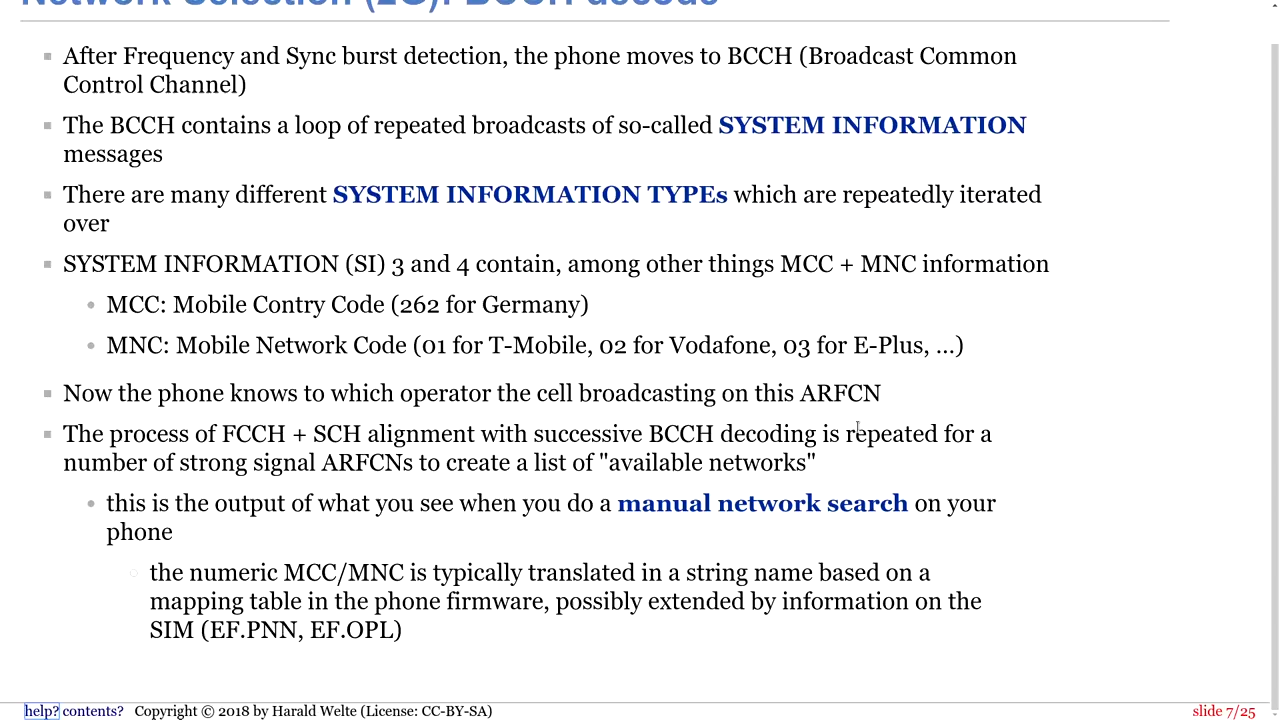 Network Selection (2G): BCCH decode
After Frequency and Sync burst detection, the phone moves to BCCH (Broadcast Common
Control Channel)
The BCCH contains a loop of repeated broadcasts of so-called SYSTEM INFORMATION
messages
There are many different SYSTEM INFORMATION TYPEs which are repeatedly iterated
over
SYSTEM INFORMATION (SI) 3 and 4 contain, among other things MCC + MNC information
MCC: Mobile Contry Code (262 for Germany)
MNC: Mobile Network Code (01 for T-Mobile, 02 for Vodafone, 03 for E-Plus, ...)
Now the phone knows to which operator the cell broadcasting on this ARFCN
The process of FCCH + SCH alignment with successive BCCH decoding is repeated for a
number of strong signal ARFCNs to create a list of "available networks"
this is the output of what you see when you do a manual network search on your
phone
the numeric MCC/MNC is typically translated in a string name based on a
mapping table in the phone firmware, possibly extended by information on the
SIM (EF.PNN, EF.OPL)
help? contents? Copyright © 2018 by Harald Welte (License: CC-BY-SA)
slide 7/25